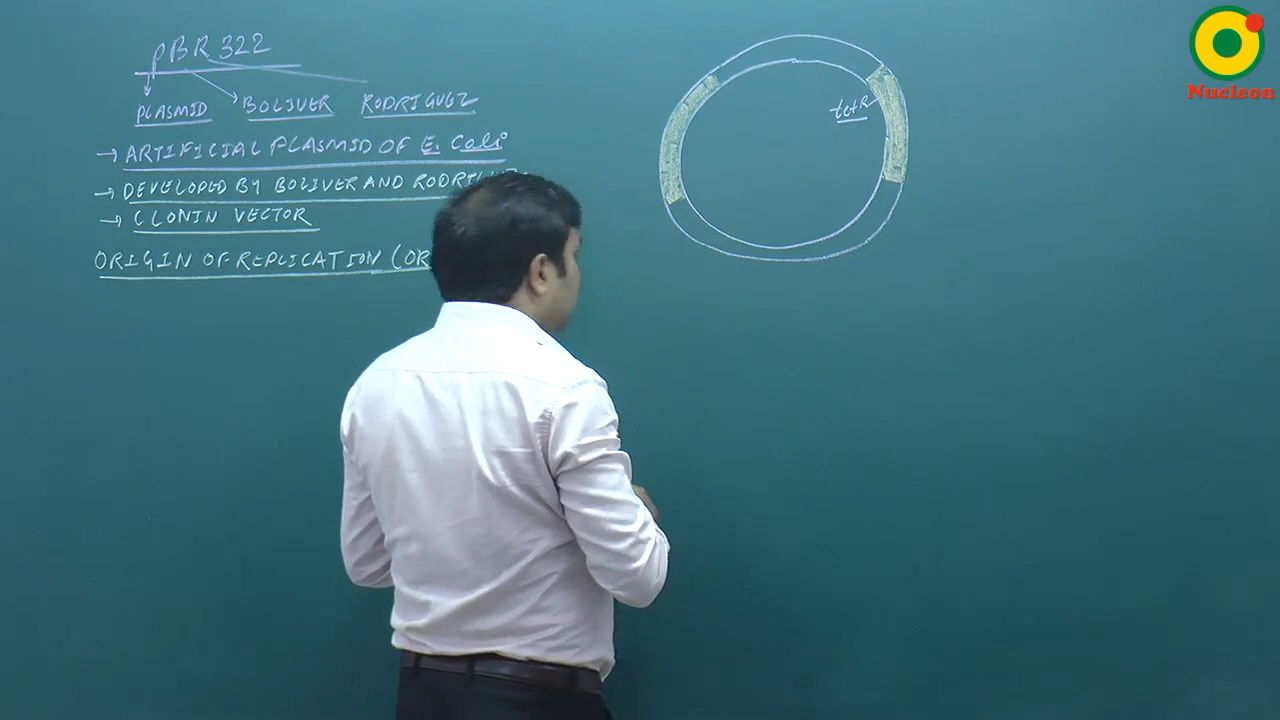 pBR 322
PLASMID BOLIVER RODRIGUEZ
→ ARTIFICIAL PLASMID OF E. Coli
→ DEVELOPED BY BOLIVER AND
→ CLONIN VECTOR
ORIGIN OF REPLICATION (OR
tetR
Nucleon